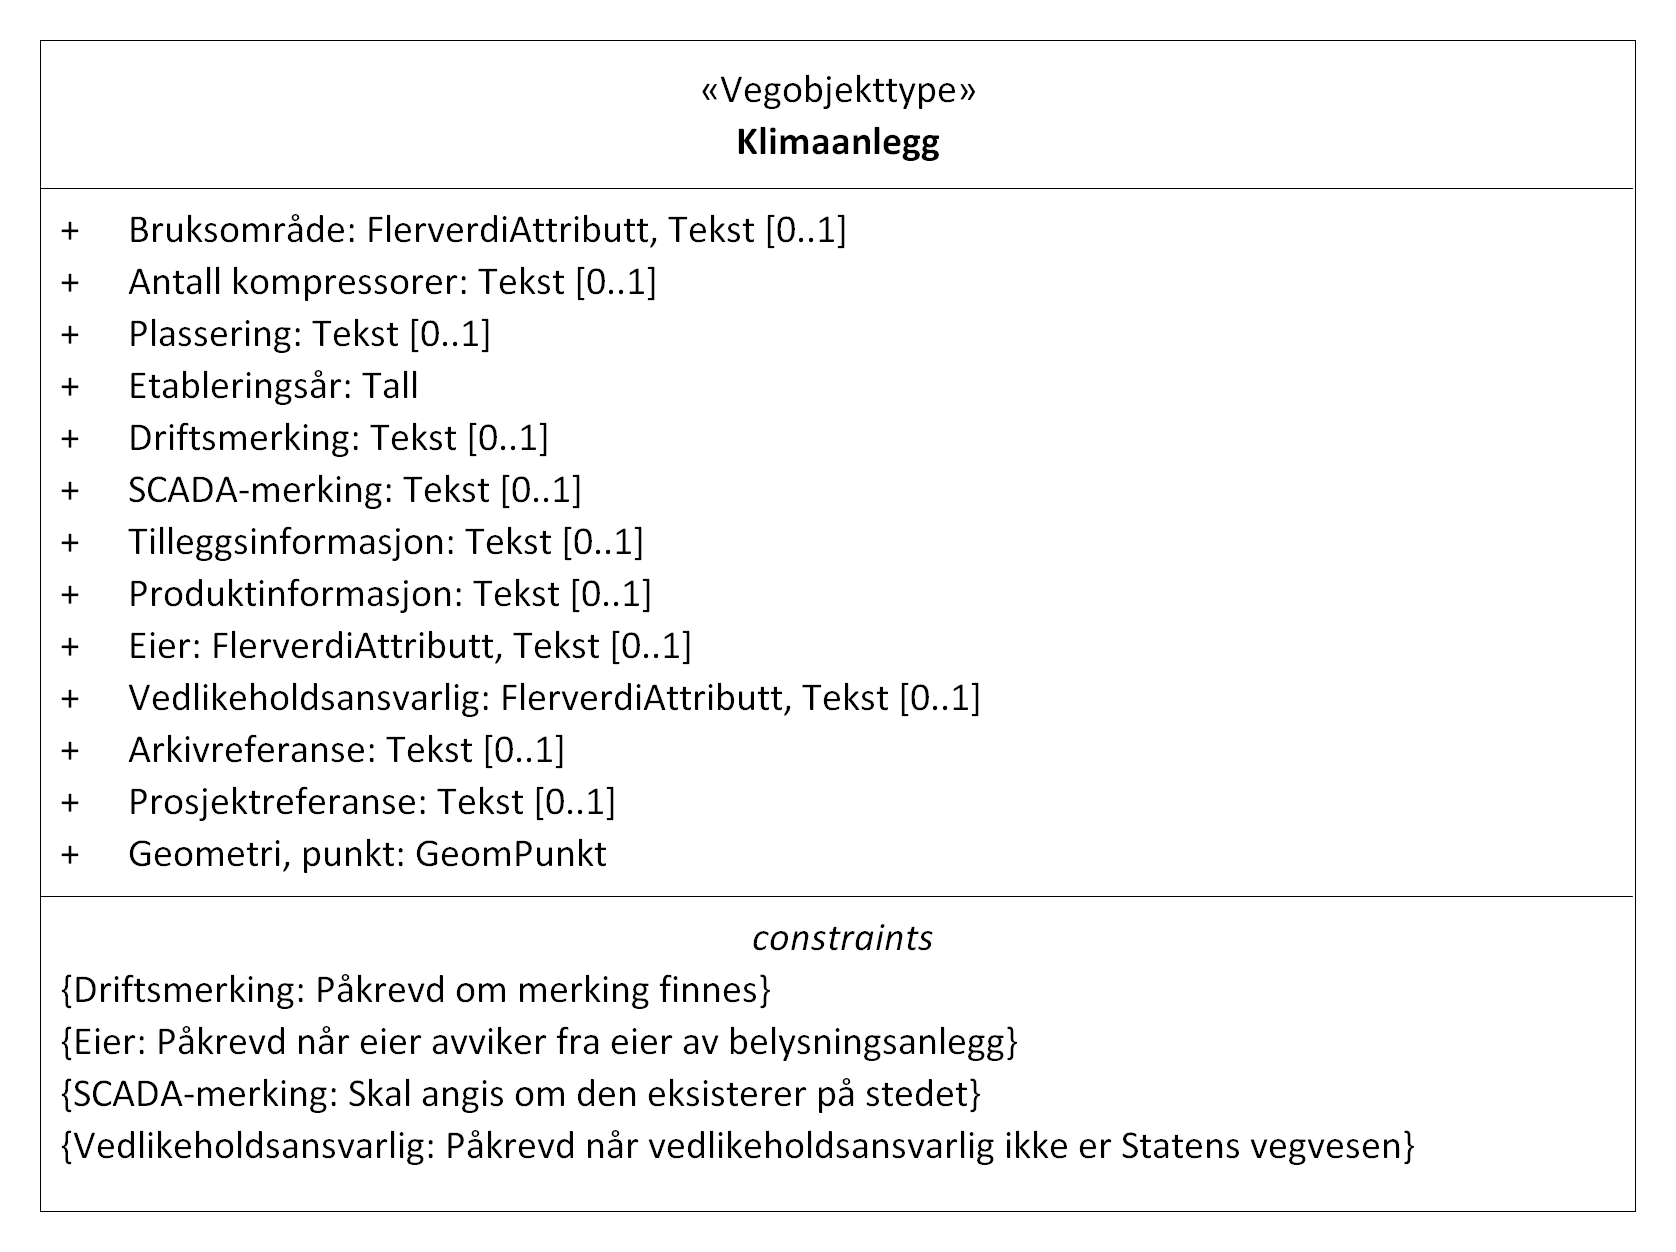 «Vegobjekttype»
Klimaanlegg
+ Bruksområde: FlerverdiAttributt, Tekst [0..1]
+ Antall kompressorer: Tekst [0..1]
+ Plassering: Tekst [0..1]
+ Etableringsår: Tall
+ Driftsmerking: Tekst [0..1]
+ SCADA-merking: Tekst [0..1]
+ Tilleggsinformasjon: Tekst [0..1]
+ Produktinformasjon: Tekst [0..1]
+ Eier: FlerverdiAttributt, Tekst [0..1]
+ Vedlikeholdsansvarlig: FlerverdiAttributt, Tekst [0..1]
+ Arkivreferanse: Tekst [0..1]
+ Prosjektreferanse: Tekst [0..1]
+ Geometri, punkt: GeomPunkt
constraints
{Driftsmerking: Påkrevd om merking finnes}
{Eier: Påkrevd når eier avviker fra eier av belysningsanlegg}
{SCADA-merking: Skal angis om den eksisterer på stedet}
{Vedlikeholdsansvarlig: Påkrevd når vedlikeholdsansvarlig ikke er Statens vegvesen}